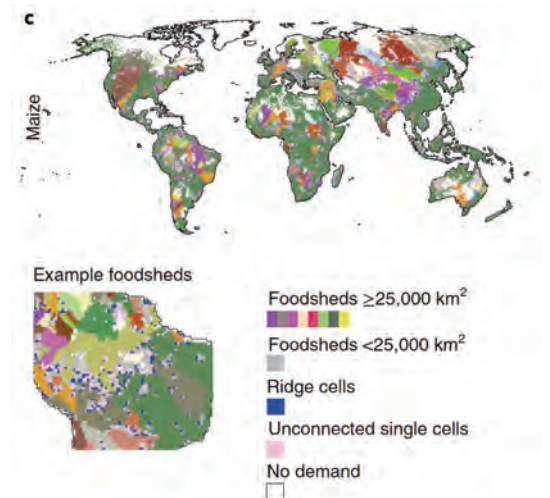 c
Maize
Example foodsheds
Foodsheds ≥25,000 km²
Foodsheds <25,000 km²
Ridge cells
Unconnected single cells
No demand